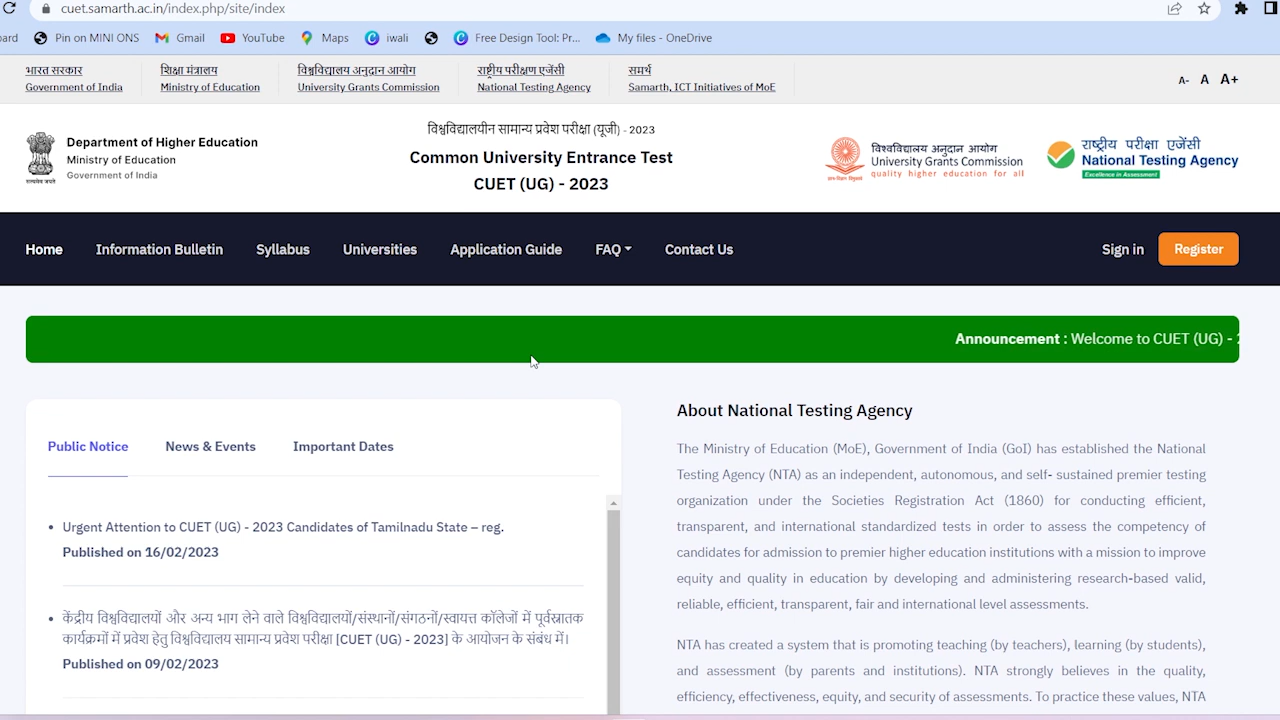 cuet.samarth.ac.in/index.php/site/index
ard Pin on MINI ONS Gmail YouTube Maps iwali Free Design Tool: Pr... My files - OneDrive
भारत सरकार शिक्षा मंत्रालय विश्वविद्यालय अनुदान आयोग राष्ट्रीय परीक्षण एजेंसी समर्थ
Government of India Ministry of Education University Grants Commission National Testing Agency Samarth, ICT Initiatives of MoE A- A A+
विश्वविद्यालयीन सामान्य प्रवेश परीक्षा (यूजी) - 2023
Common University Entrance Test
CUET (UG) - 2023
Department of Higher Education
Ministry of Education
Government of India
सत्यमेव जयते
विश्वविद्यालय अनुदान आयोग
University Grants Commission
quality higher education for all
राष्ट्रीय परीक्षा एजेंसी
National Testing Agency
Excellence in Assessment
Home Information Bulletin Syllabus Universities Application Guide FAQ Contact Us Sign in Register
Announcement : Welcome to CUET (UG) -
Public Notice News & Events Important Dates
• Urgent Attention to CUET (UG) - 2023 Candidates of Tamilnadu State – reg.
Published on 16/02/2023
• केंद्रीय विश्वविद्यालयों और अन्य भाग लेने वाले विश्वविद्यालयों/संस्थानों/संगठनों/स्वायत्त कॉलेजों में पूर्वस्नातक
कार्यक्रमों में प्रवेश हेतु विश्वविद्यालय सामान्य प्रवेश परीक्षा [CUET (UG) - 2023] के आयोजन के संबंध में।
Published on 09/02/2023
About National Testing Agency
The Ministry of Education (MoE), Government of India (GoI) has established the National
Testing Agency (NTA) as an independent, autonomous, and self- sustained premier testing
organization under the Societies Registration Act (1860) for conducting efficient,
transparent, and international standardized tests in order to assess the competency of
candidates for admission to premier higher education institutions with a mission to improve
equity and quality in education by developing and administering research-based valid,
reliable, efficient, transparent, fair and international level assessments.
NTA has created a system that is promoting teaching (by teachers), learning (by students),
and assessment (by parents and institutions). NTA strongly believes in the quality,
efficiency, effectiveness, equity, and security of assessments. To practice these values, NTA